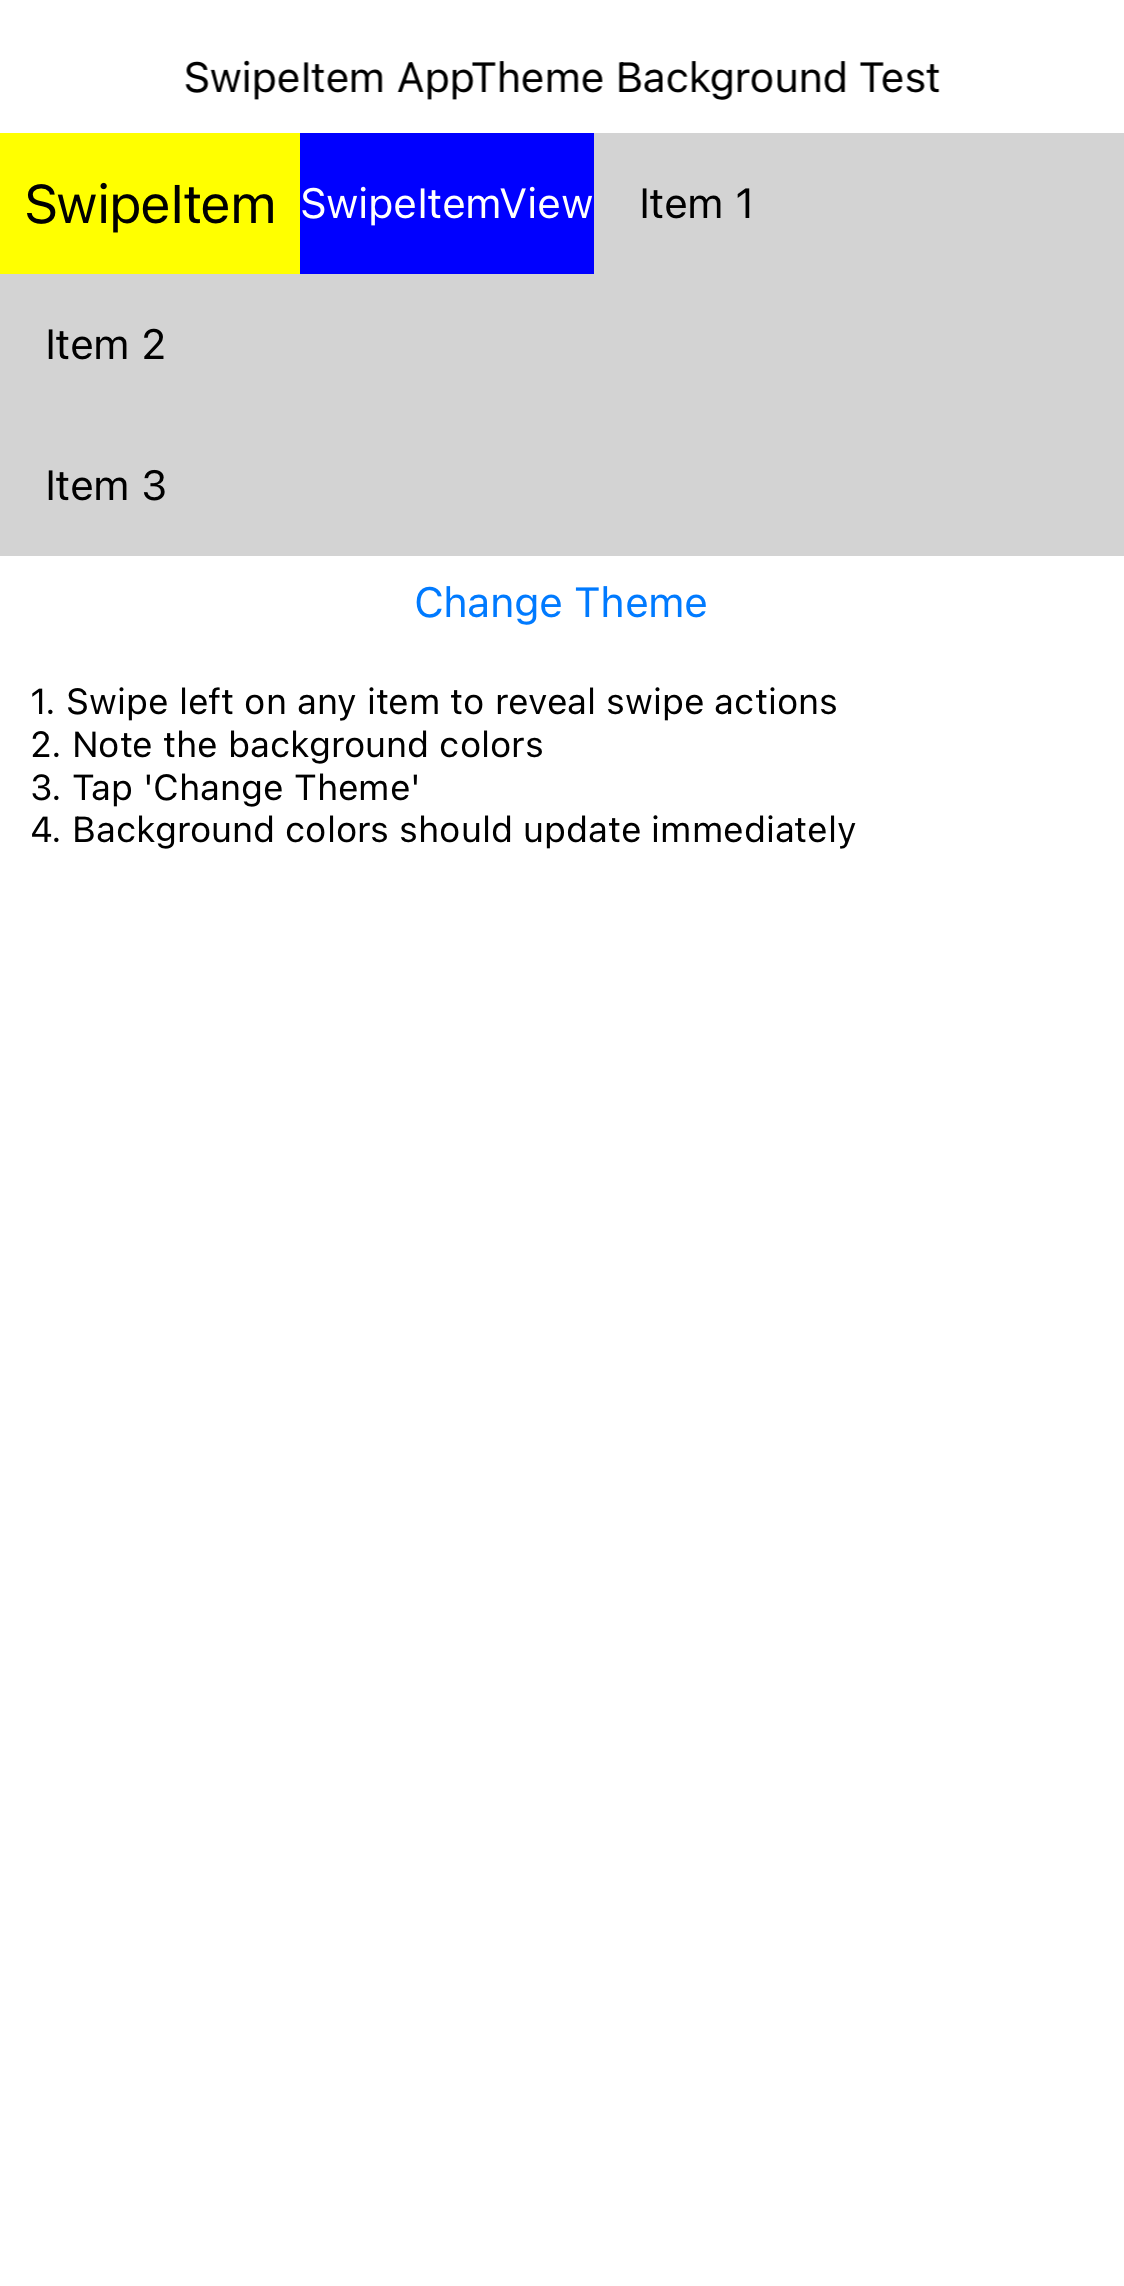 SwipeItem AppTheme Background Test
SwipeItem SwipeItemView Item 1
Item 2
Item 3
Change Theme
1. Swipe left on any item to reveal swipe actions
2. Note the background colors
3. Tap 'Change Theme'
4. Background colors should update immediately